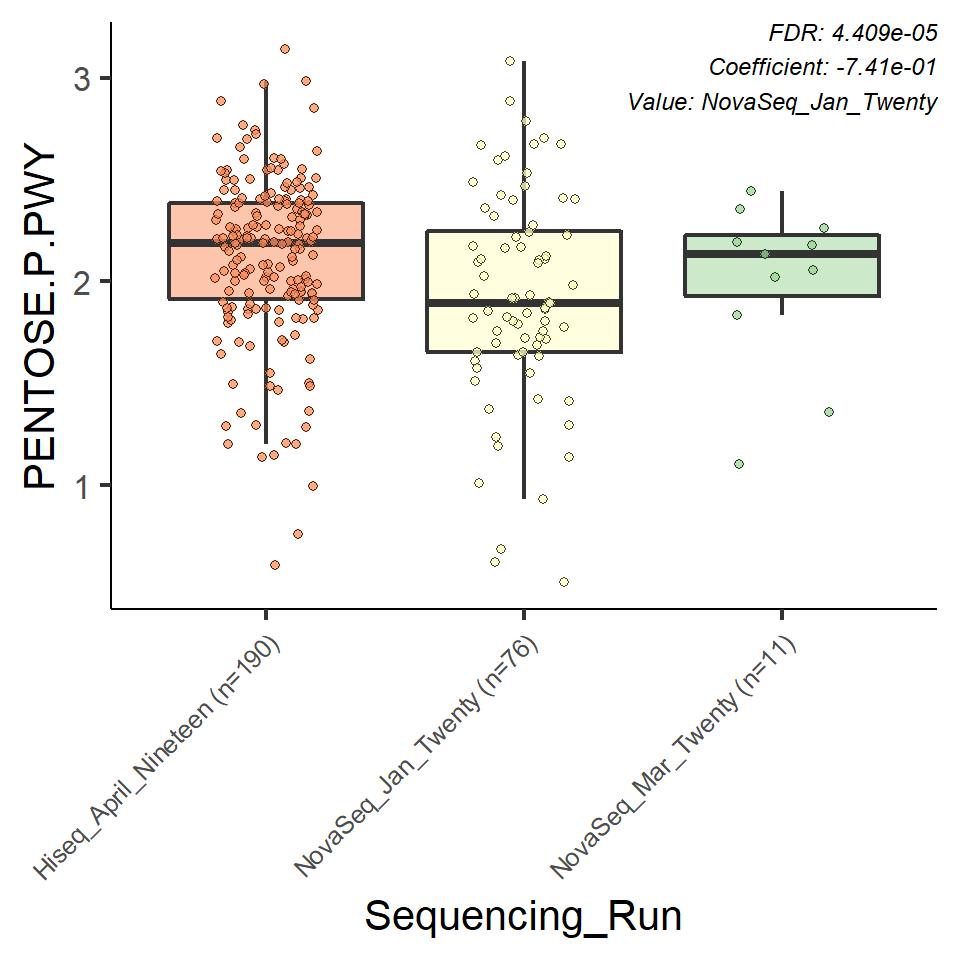 FDR: 4.409e-05
Coefficient: -7.41e-01
Value: NovaSeq_Jan_Twenty
PENTOSE.P.PWY
3
2
1
Hiseq_April_Nineteen (n=190)
NovaSeq_Jan_Twenty (n=76)
NovaSeq_Mar_Twenty (n=11)
Sequencing_Run